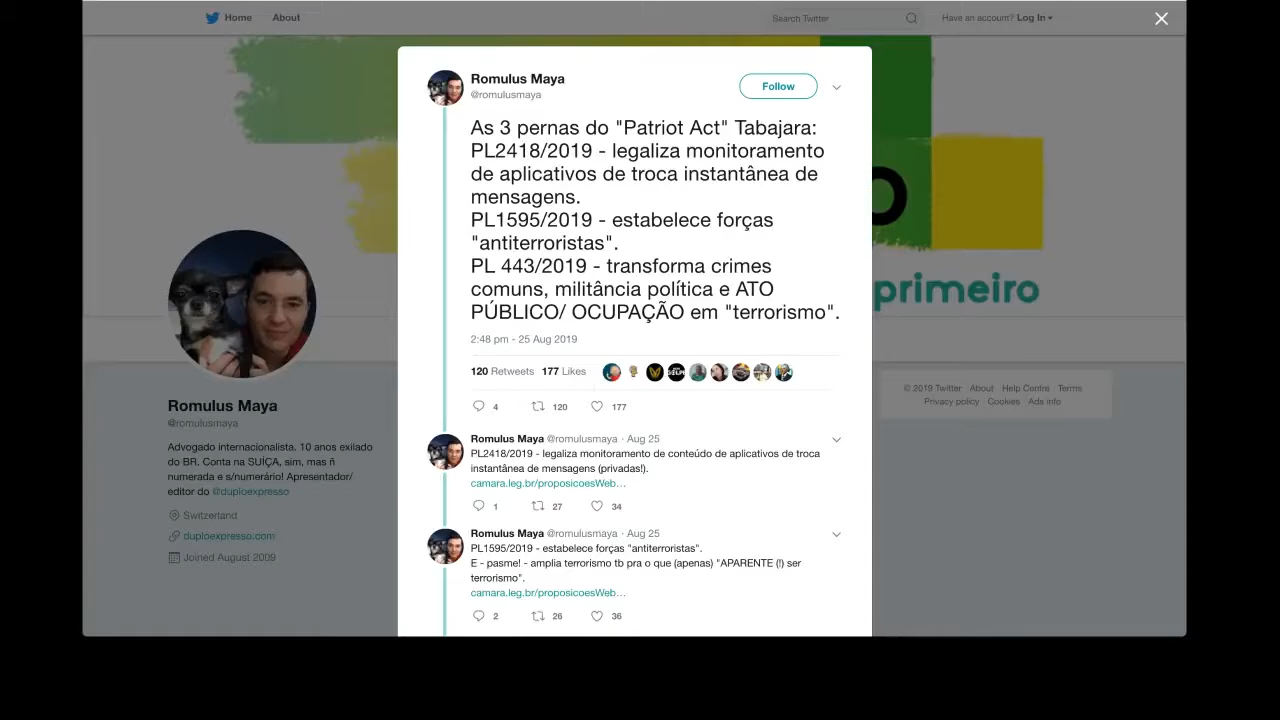 Home About Search Twitter Have an account? Log In
Romulus Maya
@romulusmaya
Follow
As 3 pernas do "Patriot Act" Tabajara:
PL2418/2019 - legaliza monitoramento
de aplicativos de troca instantânea de
mensagens.
PL1595/2019 - estabelece forças
"antiterroristas".
PL 443/2019 - transforma crimes
comuns, militância política e ATO
PÚBLICO/ OCUPAÇÃO em "terrorismo".
2:48 pm - 25 Aug 2019
120 Retweets 177 Likes
4 120 177
Romulus Maya @romulusmaya · Aug 25
PL2418/2019 - legaliza monitoramento de conteúdo de aplicativos de troca
instantânea de mensagens (privadas!).
camara.leg.br/proposicoesWeb…
1 27 34
Romulus Maya @romulusmaya · Aug 25
PL1595/2019 - estabelece forças "antiterroristas".
E - pasme! - amplia terrorismo tb pra o que (apenas) "APARENTE (!) ser
terrorismo".
camara.leg.br/proposicoesWeb…
2 26 36
Romulus Maya
@romulusmaya
Advogado internacionalista. 10 anos exilado
do BR. Conta na SUÍÇA, sim, mas ñ
numerada e s/numerário! Apresentador/
editor do @duploexpresso
Switzerland
duploexpresso.com
Joined August 2009
O
primeiro
© 2019 Twitter About Help Centre Terms
Privacy policy Cookies Ads info